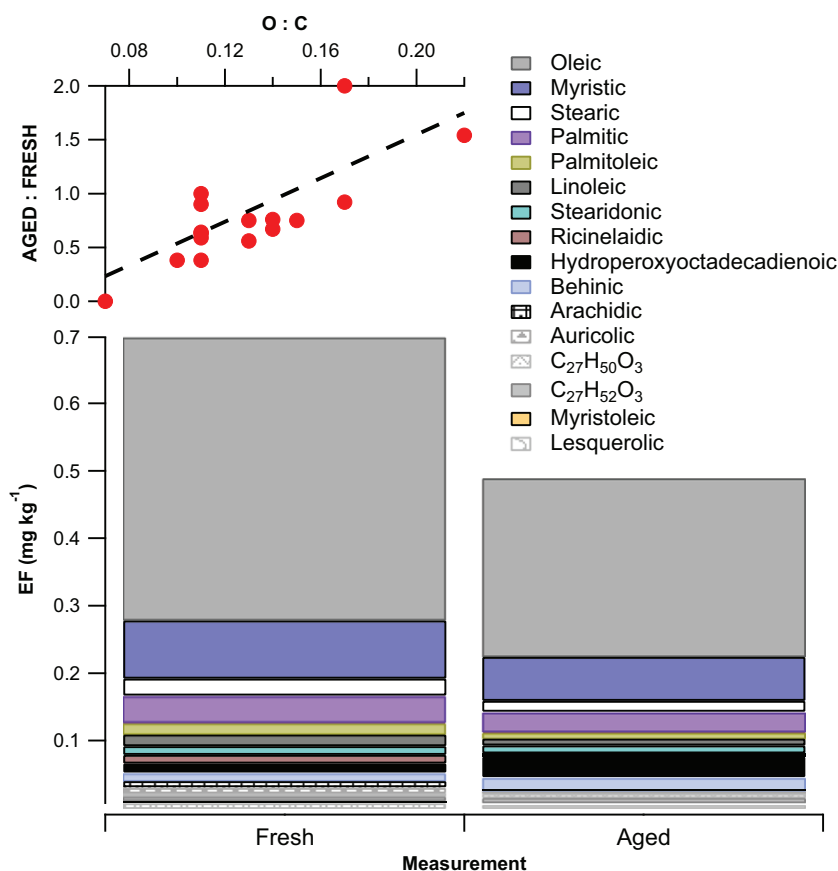 O : C
0.08 0.12 0.16 0.20
AGED : FRESH
2.0
1.5
1.0
0.5
0.0
Oleic
Myristic
Stearic
Palmitic
Palmitoleic
Linoleic
Stearidonic
Ricinelaidic
Hydroperoxyoctadecadienoic
Behinic
Arachidic
Auricolic
C₂₇H₅₀O₃
C₂₇H₅₂O₃
Myristoleic
Lesquerolic
EF (mg kg⁻¹)
0.7
0.6
0.5
0.4
0.3
0.2
0.1
Fresh Aged
Measurement